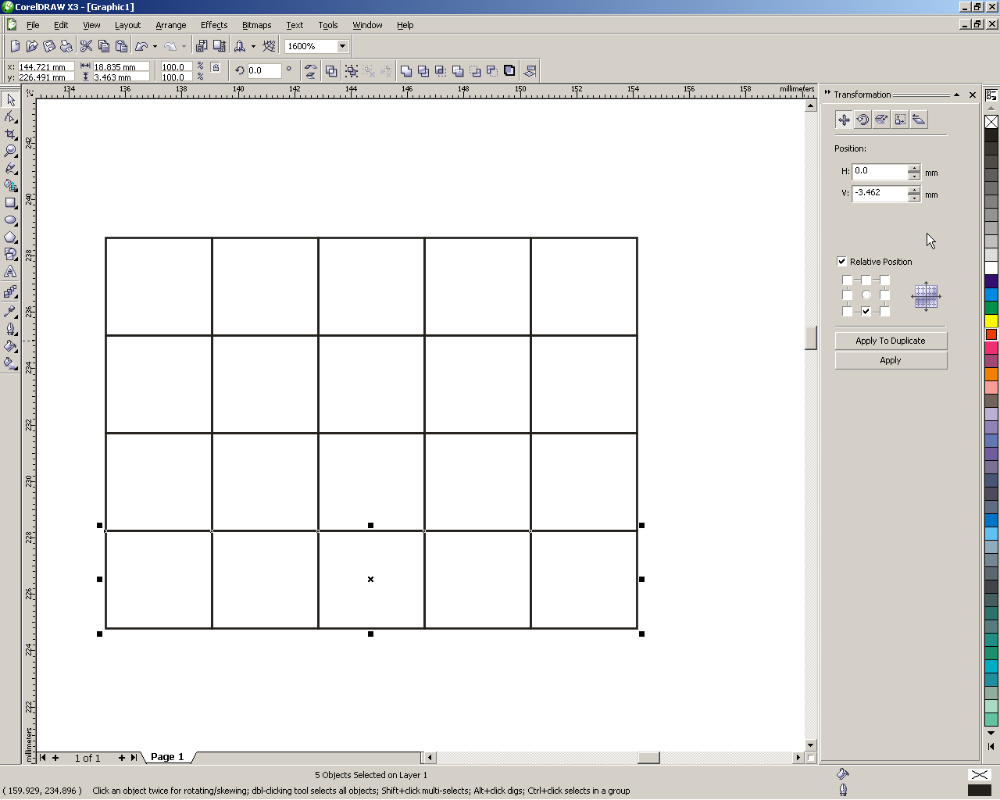 CorelDRAW X3 - [Graphic1]
File Edit View Layout Arrange Effects Bitmaps Text Tools Window Help
1600%
x: 144.721 mm 18.835 mm 100.0 % 0.0 °
y: 226.491 mm 3.463 mm 100.0 %
134 136 138 140 142 144 146 148 150 152 154 156 158 millimeters
242
240
238
236
234
232
230
228
226
224
222
millimeters
Transformation
Position:
H: 0.0 mm
V: -3.462 mm
Relative Position
Apply To Duplicate
Apply
1 of 1 Page 1
5 Objects Selected on Layer 1
( 159.929, 234.896 ) Click an object twice for rotating/skewing; dbl-clicking tool selects all objects; Shift+click multi-selects; Alt+click digs; Ctrl+click selects in a group